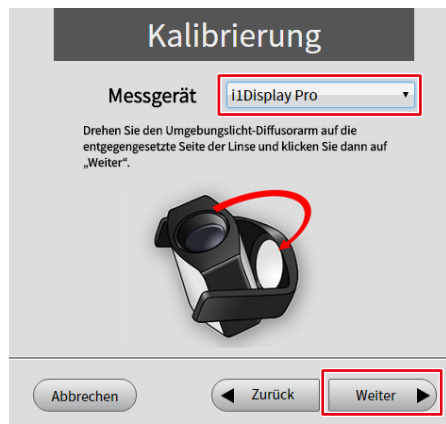 Kalibrierung
Messgerät i1Display Pro
Drehen Sie den Umgebungslicht-Diffusorarm auf die
entgegengesetzte Seite der Linse und klicken Sie dann auf
„Weiter“.
Abbrechen Zurück Weiter